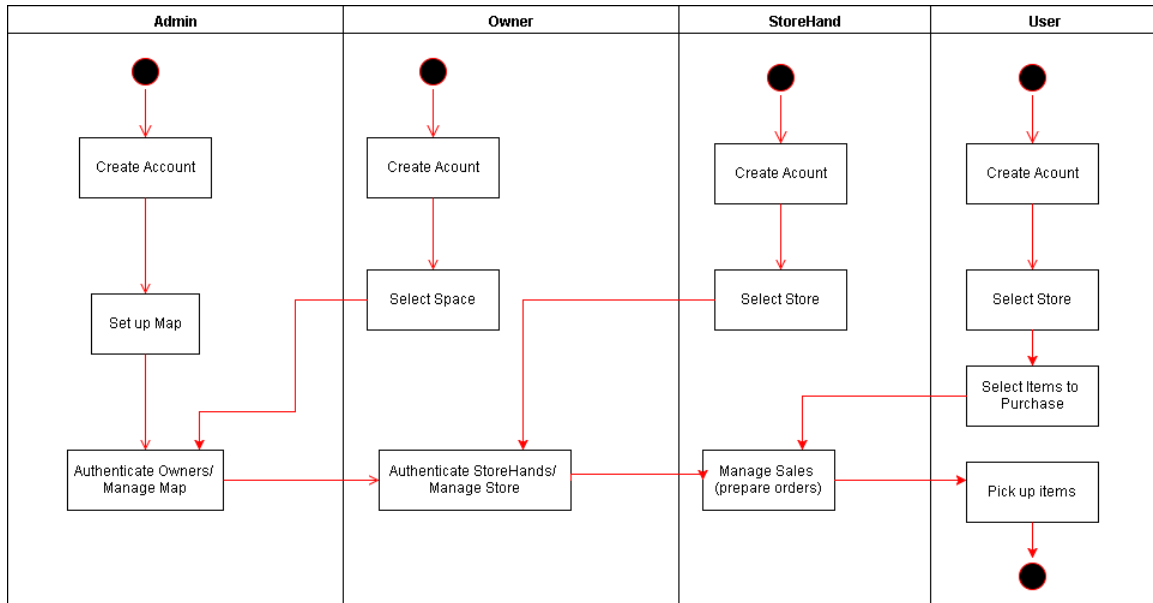 Admin
Owner
StoreHand
User
Create Account
Create Acount
Create Acount
Create Acount
Set up Map
Select Space
Select Store
Select Store
Select Items to
Purchase
Authenticate Owners/
Manage Map
Authenticate StoreHands/
Manage Store
Manage Sales
(prepare orders)
Pick up items